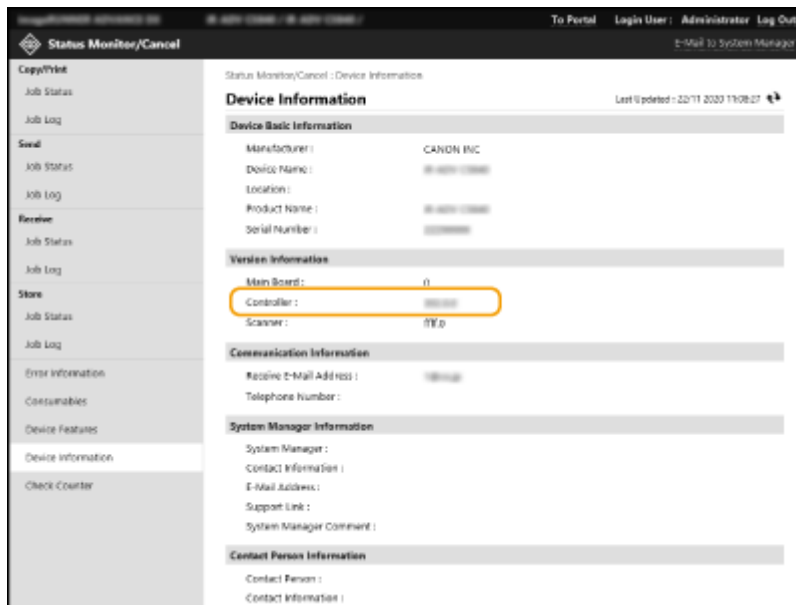 To Portal Login User : Administrator Log Out
Status Monitor/Cancel
E-Mail to System Manager
Copy/Print
Job Status
Job Log
Send
Job Status
Job Log
Receive
Job Status
Job Log
Store
Job Status
Job Log
Error Information
Consumables
Device Features
Device Information
Check Counter
Status Monitor/Cancel : Device Information
Device Information
Last Updated : 22/11 2020 11:08:27
Device Basic Information
Manufacturer : CANON INC
Device Name :
Location :
Product Name :
Serial Number :
Version Information
Main Board : 0
Controller :
Scanner :
Communication Information
Receive E-Mail Address :
Telephone Number :
System Manager Information
System Manager :
Contact Information :
E-Mail Address :
Support Link :
System Manager Comment :
Contact Person Information
Contact Person :
Contact Information :